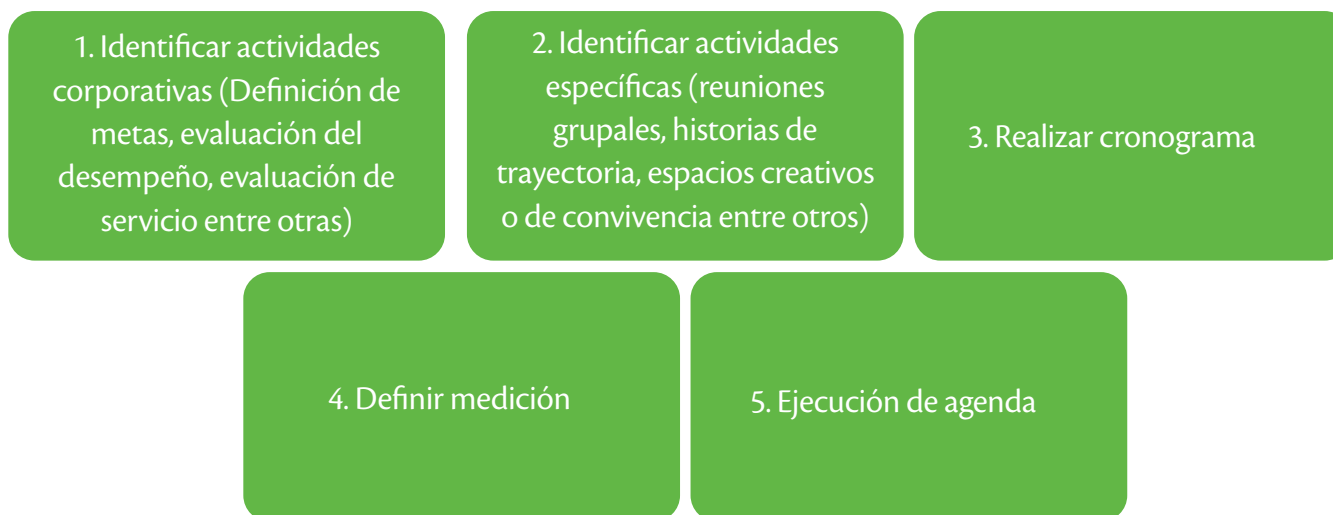 1. Identificar actividades
corporativas (Definición de
metas, evaluación del
desempeño, evaluación de
servicio entre otras)
2. Identificar actividades
específicas (reuniones
grupales, historias de
trayectoria, espacios creativos
o de convivencia entre otros)
3. Realizar cronograma
4. Definir medición
5. Ejecución de agenda